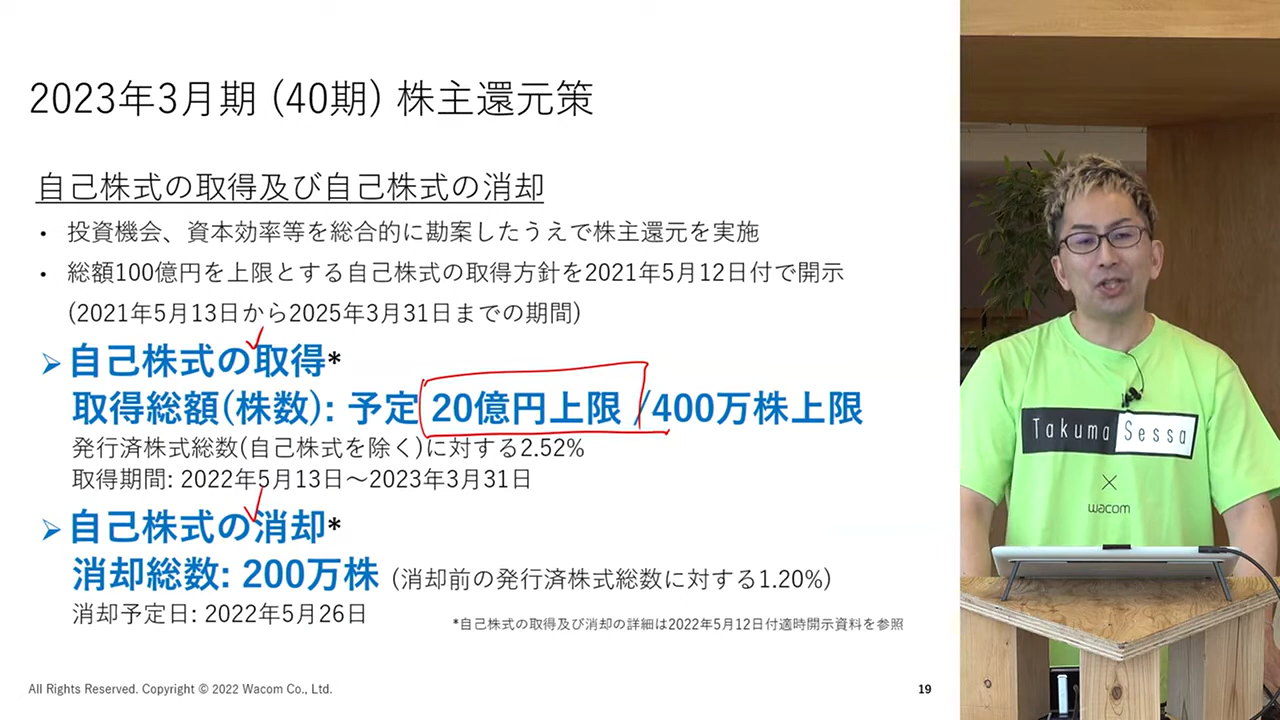 2023年3月期 (40期) 株主還元策
自己株式の取得及び自己株式の消却
• 投資機会、資本効率等を総合的に勘案したうえで株主還元を実施
• 総額100億円を上限とする自己株式の取得方針を2021年5月12日付で開示
(2021年5月13日から2025年3月31日までの期間)
➢ 自己株式の取得*
取得総額(株数): 予定 20億円上限 /400万株上限
発行済株式総数(自己株式を除く)に対する2.52%
取得期間: 2022年5月13日～2023年3月31日
➢ 自己株式の消却*
消却総数: 200万株 (消却前の発行済株式総数に対する1.20%)
消却予定日: 2022年5月26日
*自己株式の取得及び消却の詳細は2022年5月12日付適時開示資料を参照
All Rights Reserved. Copyright © 2022 Wacom Co., Ltd.
19
Takuma Sessa
×
wacom